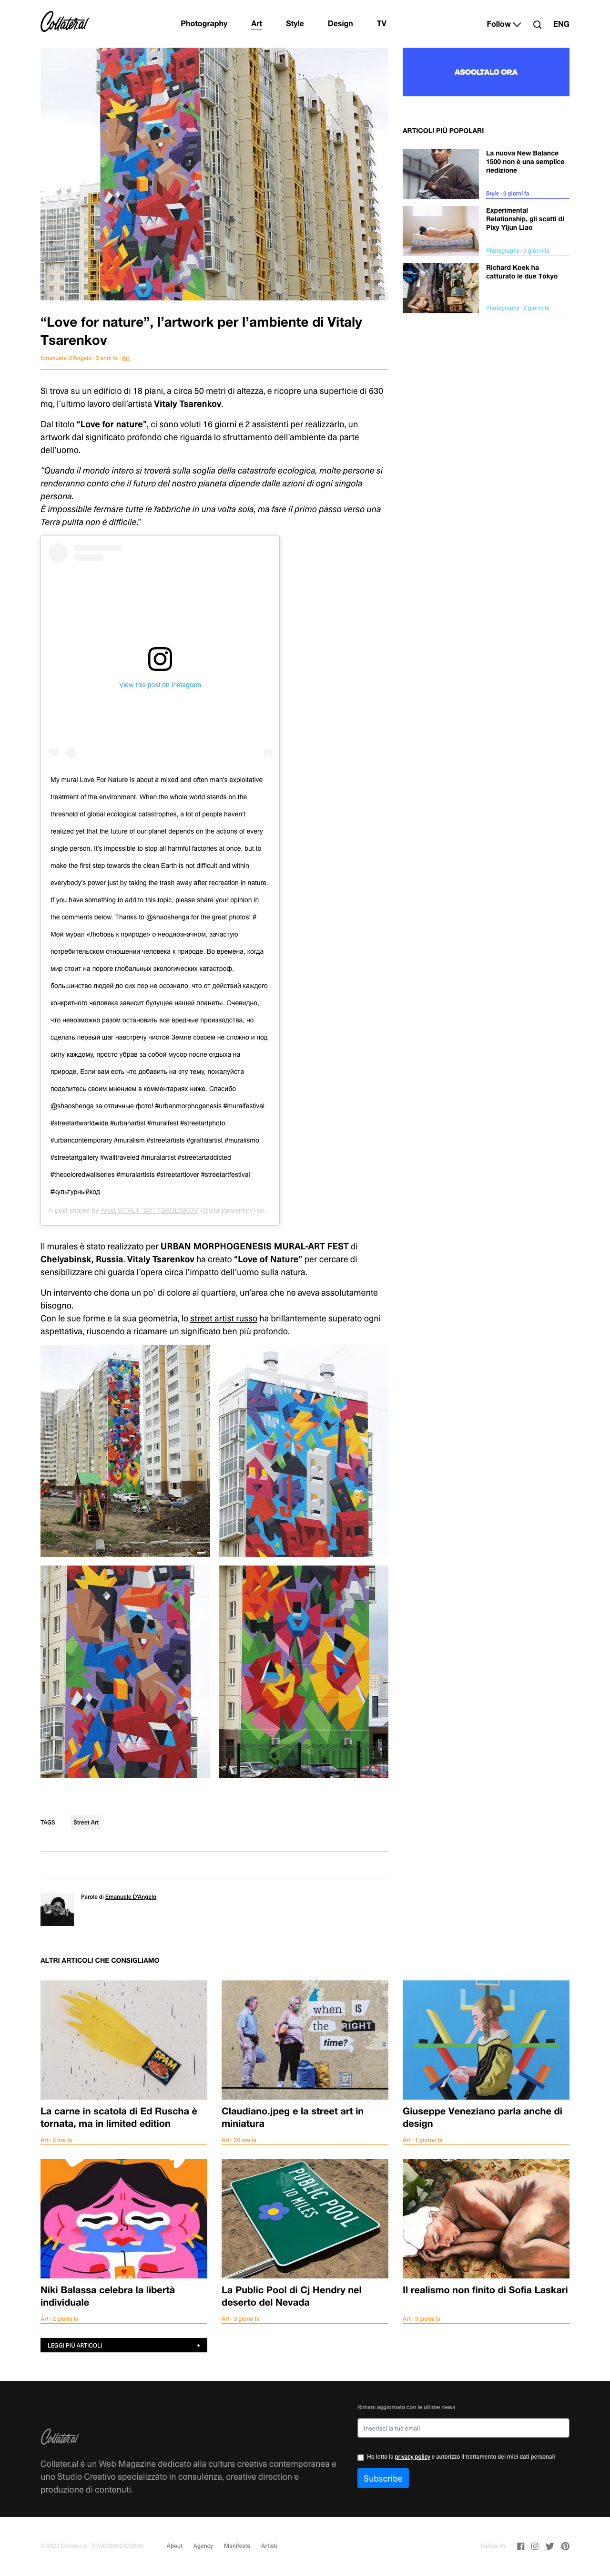 Collateral
Photography Art Style Design TV
Follow ENG
ASCOLTALO ORA
ARTICOLI PIÙ POPOLARI
La nuova New Balance
1500 non è una semplice
riedizione
Style · 3 giorni fa
Experimental
Relationship, gli scatti di
Pixy Yijun Liao
Photography · 3 giorni fa
Richard Koek ha
catturato le due Tokyo
Photography · 2 giorni fa
“Love for nature”, l’artwork per l’ambiente di Vitaly
Tsarenkov
Emanuele D'Angelo · 3 anni fa · Art
Si trova su un edificio di 18 piani, a circa 50 metri di altezza, e ricopre una superficie di 630
mq, l’ultimo lavoro dell’artista Vitaly Tsarenkov.
Dal titolo “Love for nature”, ci sono voluti 16 giorni e 2 assistenti per realizzarlo, un
artwork dal significato profondo che riguarda lo sfruttamento dell’ambiente da parte
dell’uomo.
“Quando il mondo intero si troverà sulla soglia della catastrofe ecologica, molte persone si
renderanno conto che il futuro del nostro pianeta dipende dalle azioni di ogni singola
persona.
È impossibile fermare tutte le fabbriche in una volta sola, ma fare il primo passo verso una
Terra pulita non è difficile.”
View this post on Instagram
My mural Love For Nature is about a mixed and often man's exploitative
treatment of the environment. When the whole world stands on the
threshold of global ecological catastrophes, a lot of people haven't
realized yet that the future of our planet depends on the actions of every
single person. It's impossible to stop all harmful factories at once, but to
make the first step towards the clean Earth is not difficult and within
everybody's power just by taking the trash away after recreation in nature.
If you have something to add to this topic, please share your opinion in
the comments below. Thanks to @shaoshenga for the great photos! #
Мой мурал «Любовь к природе» о неоднозначном, зачастую
потребительском отношении человека к природе. Во времена, когда
мир стоит на пороге глобальных экологических катастроф,
большинство людей до сих пор не осознало, что от действий каждого
конкретного человека зависит будущее нашей планеты. Очевидно,
что невозможно разом остановить все вредные производства, но
сделать первый шаг навстречу чистой Земле совсем не сложно и под
силу каждому, просто убрав за собой мусор после отдыха на
природе. Если вам есть что добавить на эту тему, пожалуйста
поделитесь своим мнением в комментариях ниже. Спасибо
@shaoshenga за отличные фото! #urbanmorphogenesis #muralfestival
#streetartworldwide #urbanartist #muralfest #streetartphoto
#urbancontemporary #muralism #streetartists #graffitiartist #muralismo
#streetartgallery #walltraveled #muralartist #streetartaddicted
#thecoloredwallseries #muralartists #streetartlover #streetartfestival
#культурныйкод
A post shared by Artist VITALY "SY" TSARENKOV (@vitalytsarenkov) on...
Il murales è stato realizzato per URBAN MORPHOGENESIS MURAL-ART FEST di
Chelyabinsk, Russia. Vitaly Tsarenkov ha creato “Love of Nature” per cercare di
sensibilizzare chi guarda l’opera circa l’impatto dell’uomo sulla natura.
Un intervento che dona un po’ di colore al quartiere, un’area che ne aveva assolutamente
bisogno.
Con le sue forme e la sua geometria, lo street artist russo ha brillantemente superato ogni
aspettativa, riuscendo a ricamare un significato ben più profondo.
TAGS Street Art
Parole di Emanuele D'Angelo
ALTRI ARTICOLI CHE CONSIGLIAMO
SPAM
when IS
the RIGHT
time?
La carne in scatola di Ed Ruscha è
tornata, ma in limited edition
Art · 2 ore fa
Claudiano.jpeg e la street art in
miniatura
Art · 20 ore fa
Giuseppe Veneziano parla anche di
design
Art · 1 giorno fa
PUBLIC POOL
10 MILES
Niki Balassa celebra la libertà
individuale
Art · 2 giorni fa
La Public Pool di Cj Hendry nel
deserto del Nevada
Art · 3 giorni fa
Il realismo non finito di Sofia Laskari
Art · 3 giorni fa
LEGGI PIÙ ARTICOLI +
Collateral
Collater.al è un Web Magazine dedicato alla cultura creativa contemporanea e
uno Studio Creativo specializzato in consulenza, creative direction e
produzione di contenuti.
Rimani aggiornato con le ultime news
Inserisci la tua email
Ho letto la privacy policy e autorizzo il trattamento dei miei dati personali
Subscribe
About Agency Manifesto Artisti
Follow Us